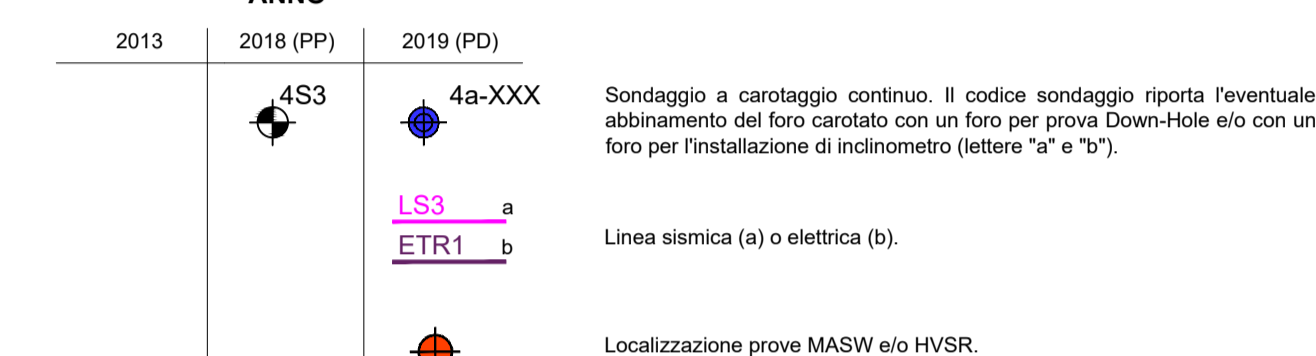 ANNO
2013 2018 (PP) 2019 (PD)
4S3 4a-XXX
Sondaggio a carotaggio continuo. Il codice sondaggio riporta l'eventuale
abbinamento del foro carotato con un foro per prova Down-Hole e/o con un
foro per l'installazione di inclinometro (lettere "a" e "b").
LS3 a
ETR1 b
Linea sismica (a) o elettrica (b).
Localizzazione prove MASW e/o HVSR.